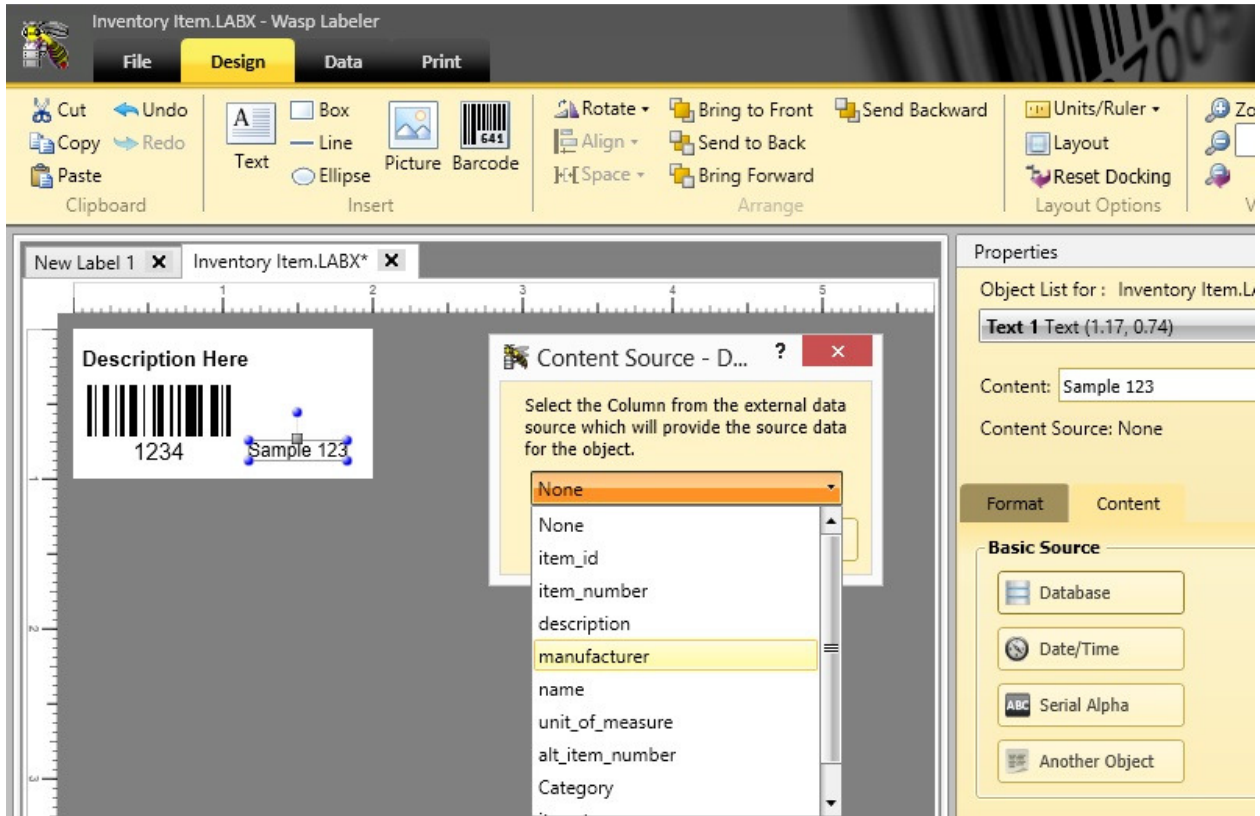 Inventory Item.LABX - Wasp Labeler
File Design Data Print
Cut Undo
Copy Redo
Paste
Clipboard
A
Text
Box
Line
Ellipse
Picture
641
Barcode
Insert
Rotate
Align
Space
Bring to Front
Send to Back
Bring Forward
Send Backward
Arrange
Units/Ruler
Layout
Reset Docking
Layout Options
New Label 1 Inventory Item.LABX*
1 2 3 4 5
2
3
Description Here
1234
Sample 123
Content Source - D... ?
Select the Column from the external data
source which will provide the source data
for the object.
None
None
item_id
item_number
description
manufacturer
name
unit_of_measure
alt_item_number
Category
Properties
Object List for : Inventory Item.LA
Text 1 Text (1.17, 0.74)
Content: Sample 123
Content Source: None
Format Content
Basic Source
Database
Date/Time
ABC Serial Alpha
Another Object